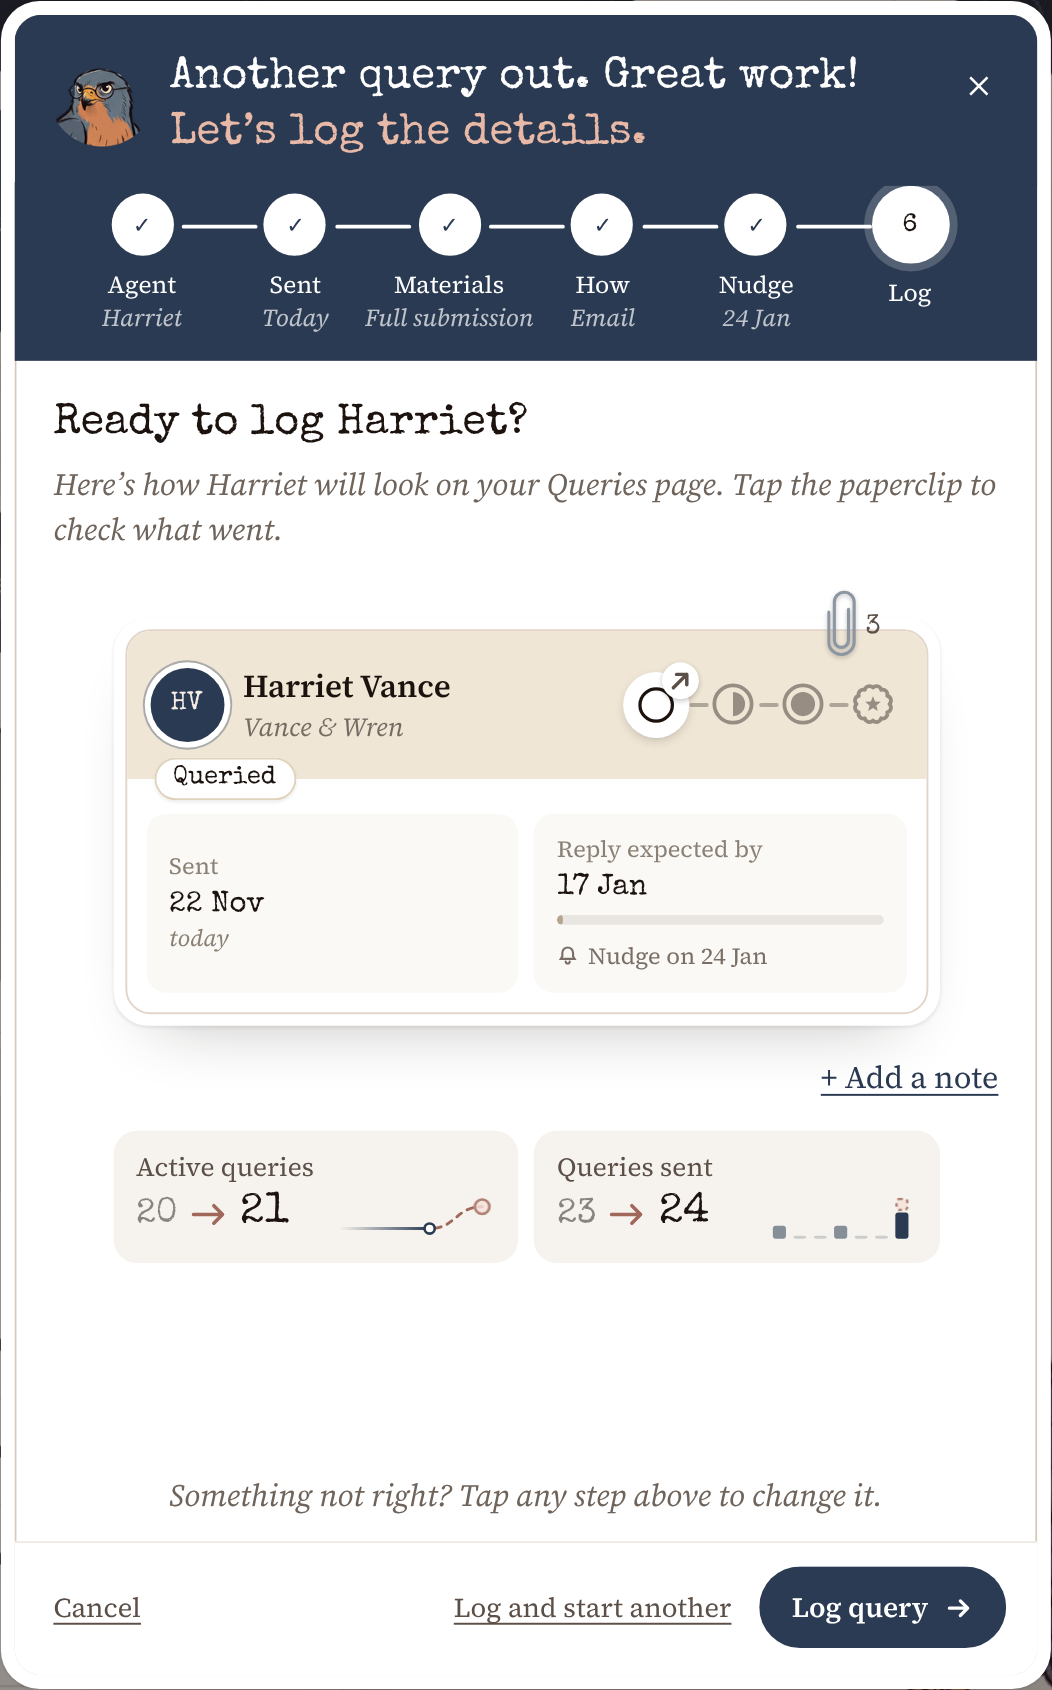 Another query out. Great work!
Let's log the details.
✓ ✓ ✓ ✓ ✓ 6
Agent Sent Materials How Nudge Log
Harriet Today Full submission Email 24 Jan
Ready to log Harriet?
Here's how Harriet will look on your Queries page. Tap the paperclip to
check what went.
3
HV
Harriet Vance
Vance & Wren
Queried
Sent
22 Nov
today
Reply expected by
17 Jan
Nudge on 24 Jan
+ Add a note
Active queries
20 → 21
Queries sent
23 → 24
Something not right? Tap any step above to change it.
Cancel
Log and start another
Log query →